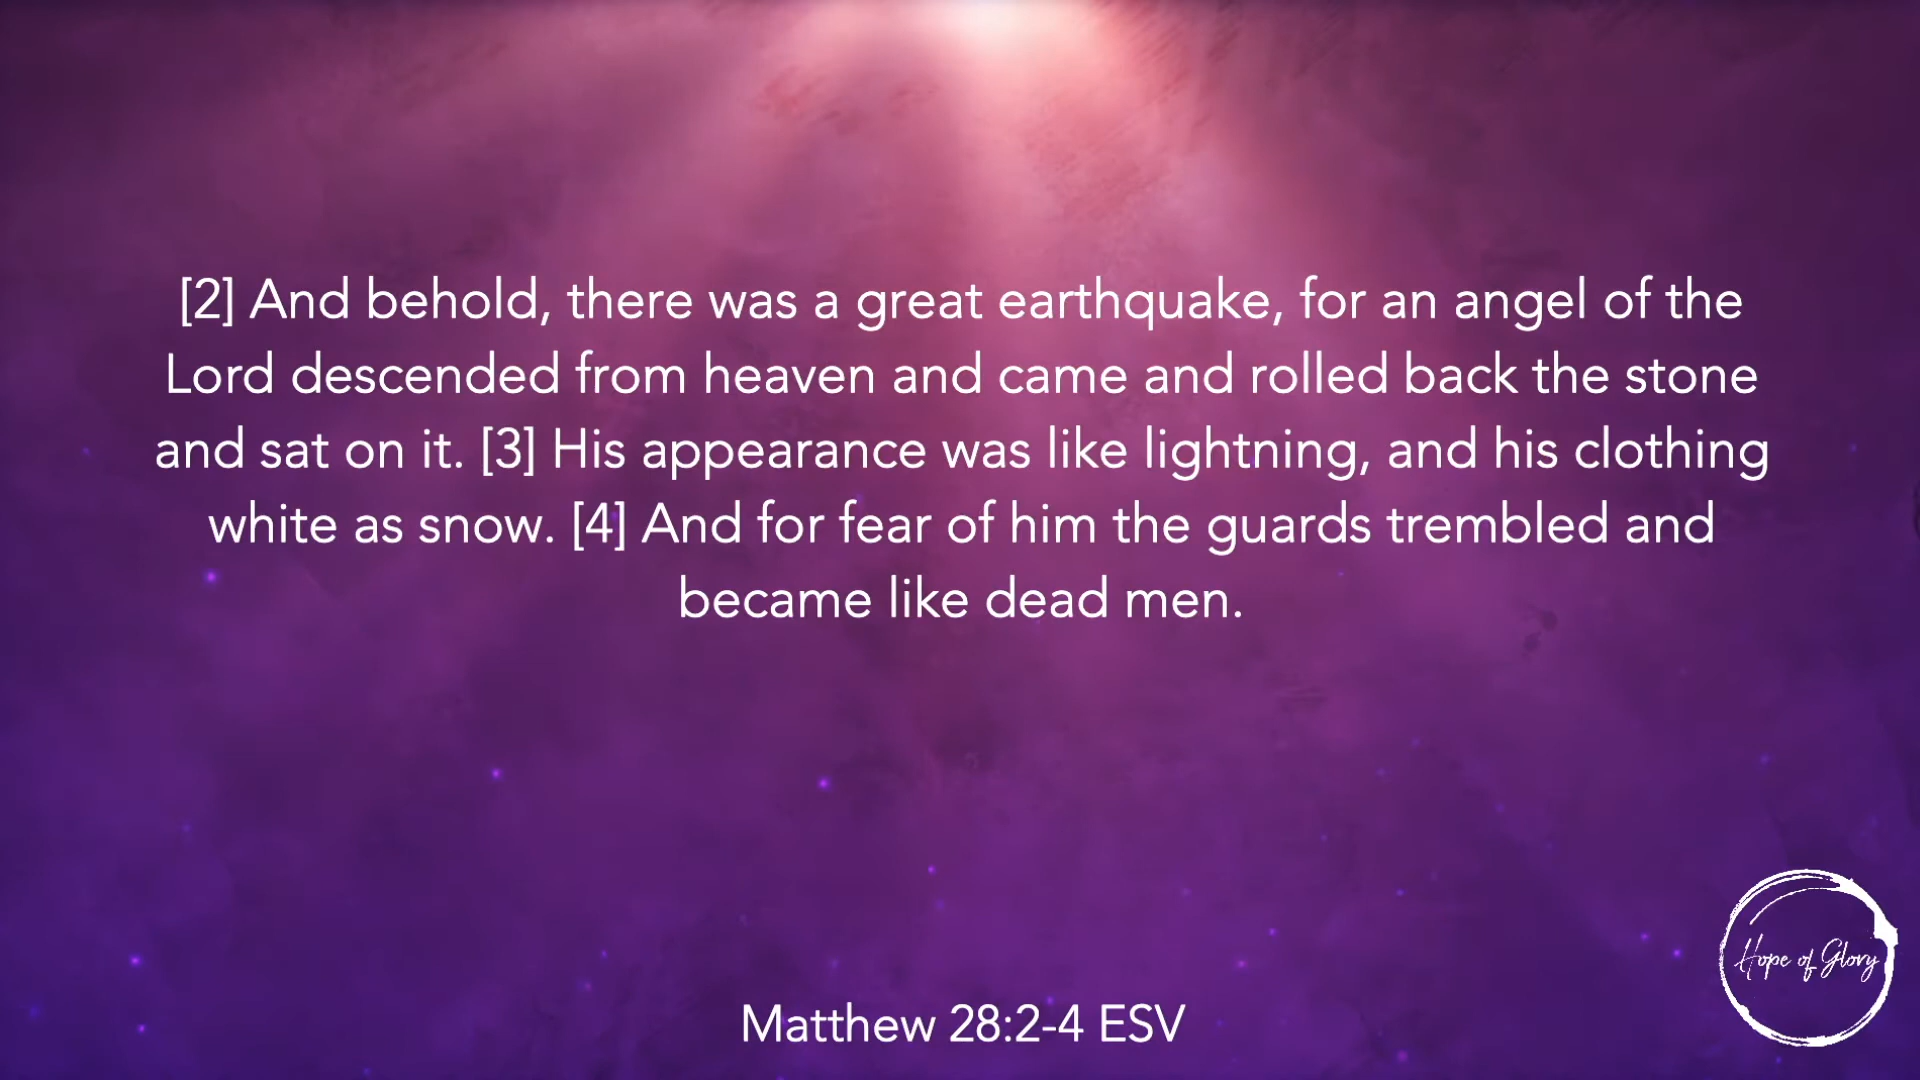 [2] And behold, there was a great earthquake, for an angel of the
Lord descended from heaven and came and rolled back the stone
and sat on it. [3] His appearance was like lightning, and his clothing
white as snow. [4] And for fear of him the guards trembled and
became like dead men.
Hope of Glory
Matthew 28:2-4 ESV